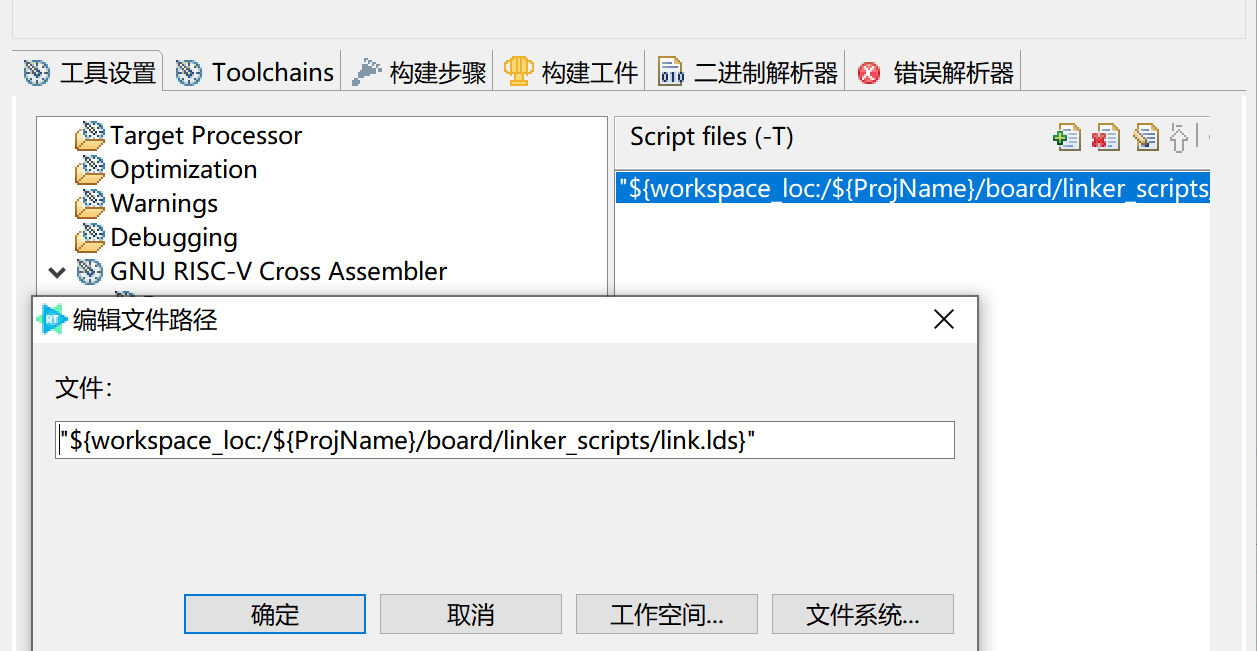 工具设置 Toolchains 构建步骤 构建工件 二进制解析器 错误解析器
Target Processor
Optimization
Warnings
Debugging
GNU RISC-V Cross Assembler
Script files (-T)
"${workspace_loc:/${ProjName}/board/linker_scripts
编辑文件路径
文件:
"${workspace_loc:/${ProjName}/board/linker_scripts/link.lds}"
确定 取消 工作空间... 文件系统...